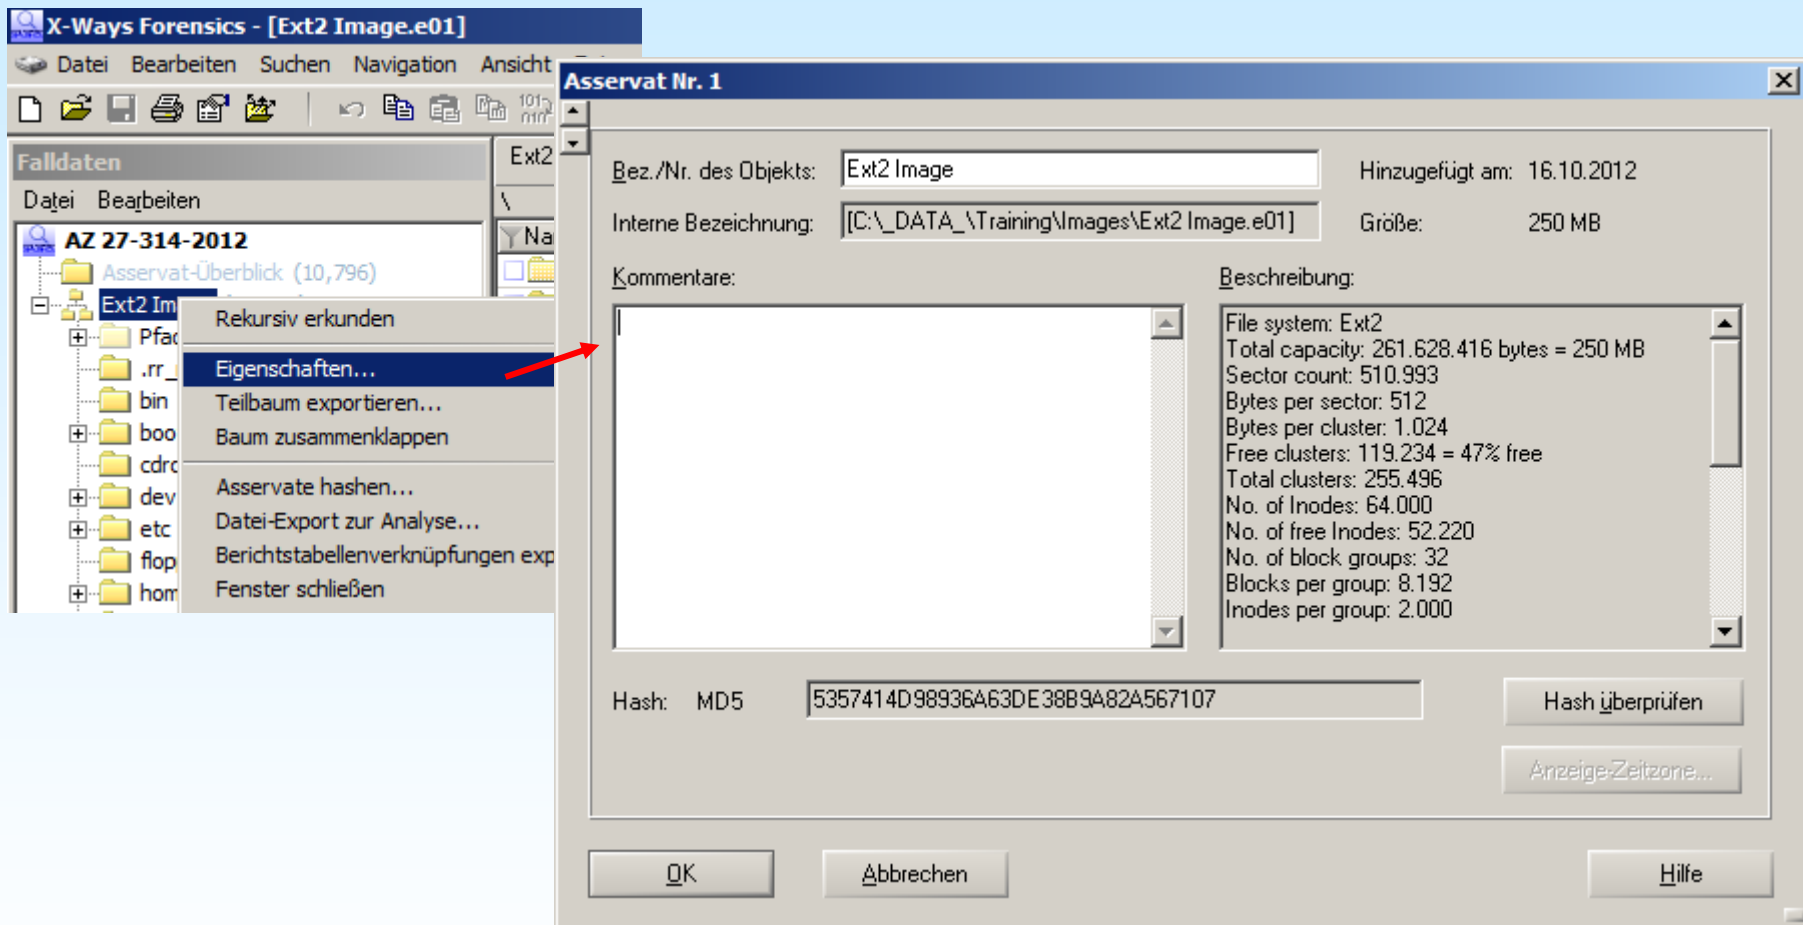 X-Ways Forensics - [Ext2 Image.e01]
Datei Bearbeiten Suchen Navigation Ansicht
Falldaten
Datei Bearbeiten
AZ 27-314-2012
Asservat-Überblick (10,796)
Ext2 Im
Pfad
.rr_
bin
boo
cdro
dev
etc
flop
hom
Ext2
\
Na
Rekursiv erkunden
Eigenschaften...
Teilbaum exportieren...
Baum zusammenklappen
Asservate hashen...
Datei-Export zur Analyse...
Berichtstabellenverknüpfungen exp
Fenster schließen
Asservat Nr. 1
Bez./Nr. des Objekts: Ext2 Image Hinzugefügt am: 16.10.2012
Interne Bezeichnung: [C:\_DATA_\Training\Images\Ext2 Image.e01] Größe: 250 MB
Kommentare: Beschreibung:
File system: Ext2
Total capacity: 261.628.416 bytes = 250 MB
Sector count: 510.993
Bytes per sector: 512
Bytes per cluster: 1.024
Free clusters: 119.234 = 47% free
Total clusters: 255.496
No. of Inodes: 64.000
No. of free Inodes: 52.220
No. of block groups: 32
Blocks per group: 8.192
Inodes per group: 2.000
Hash: MD5 5357414D98936A63DE38B9A82A567107 Hash überprüfen
Anzeige-Zeitzone...
OK Abbrechen Hilfe